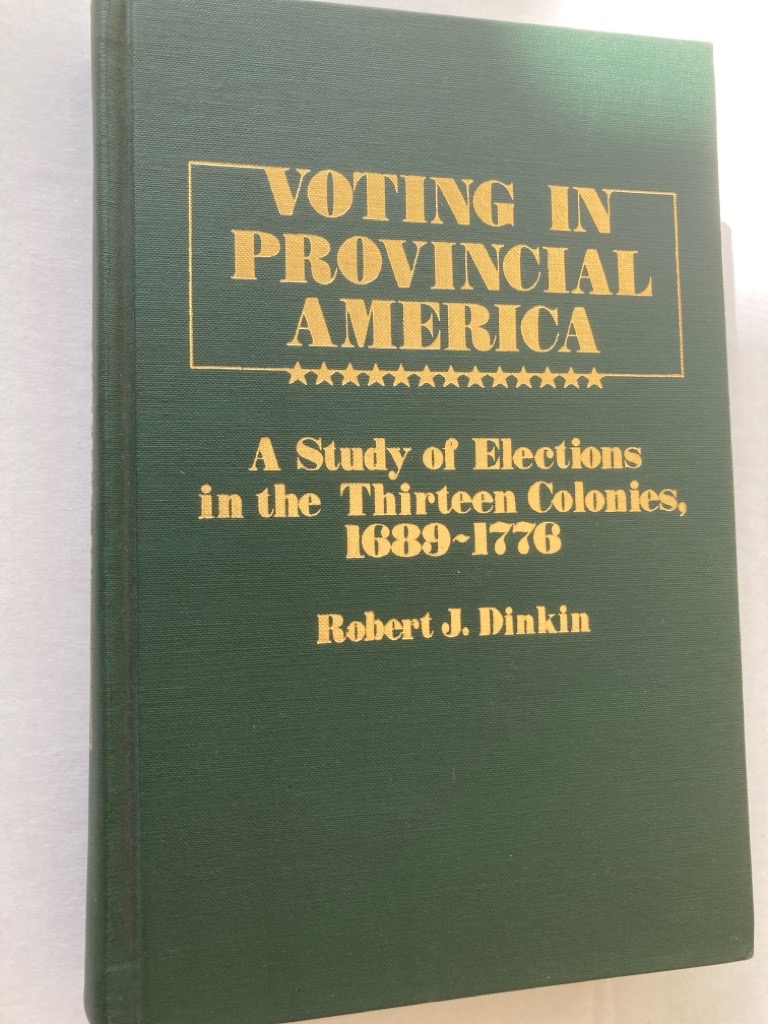 VOTING IN
PROVINCIAL
AMERICA
A Study of Elections
in the Thirteen Colonies,
1689~1776
Robert J. Dinkin